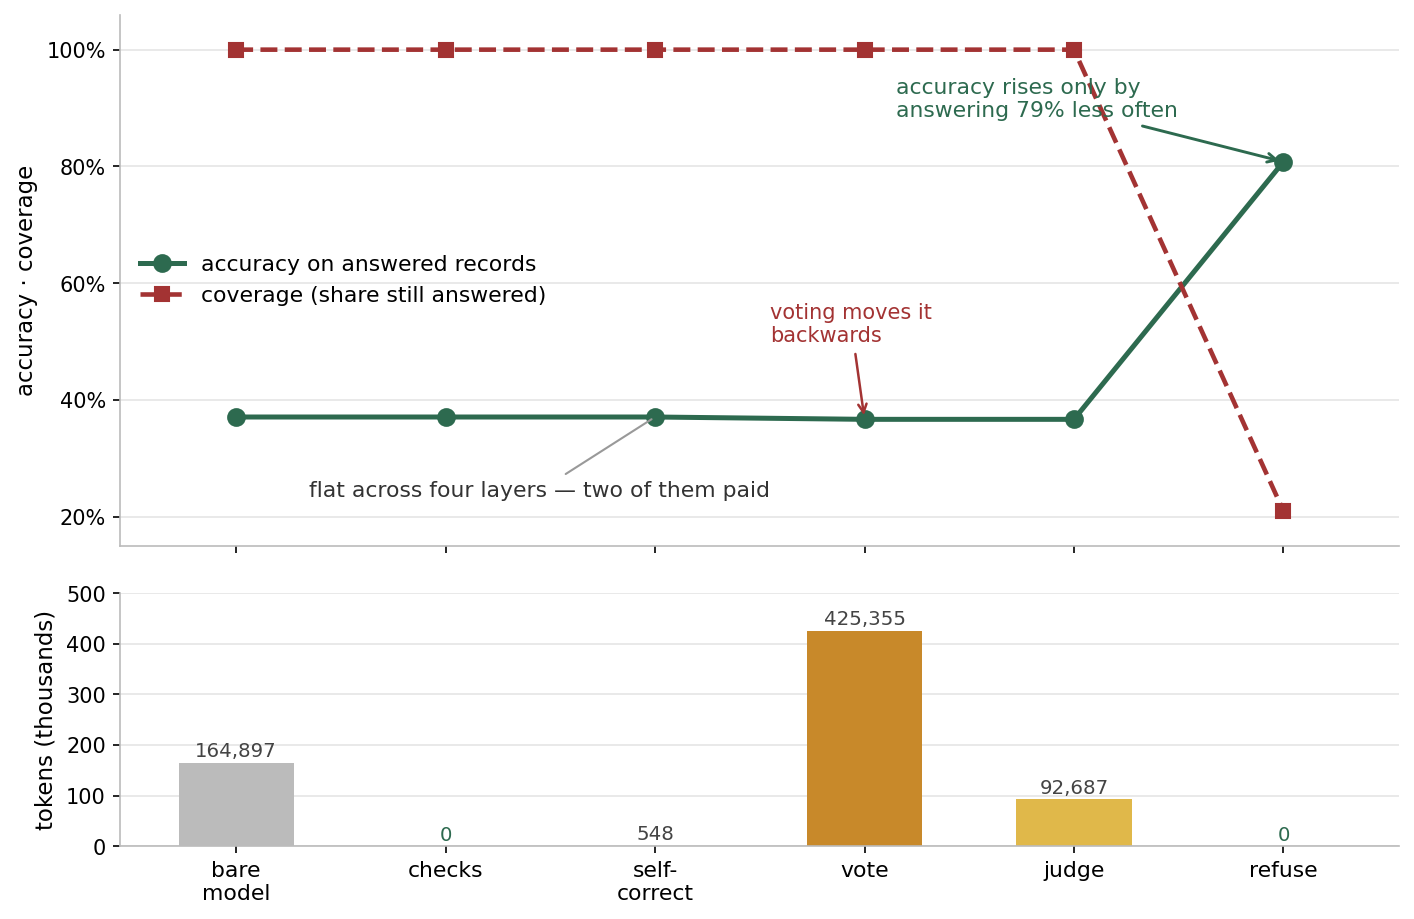 100%
80%
60%
40%
20%
accuracy · coverage
accuracy rises only by
answering 79% less often
accuracy on answered records
coverage (share still answered)
voting moves it
backwards
flat across four layers — two of them paid
500
400
300
200
100
0
tokens (thousands)
164,897
0
548
425,355
92,687
0
bare
model
checks
self-
correct
vote
judge
refuse